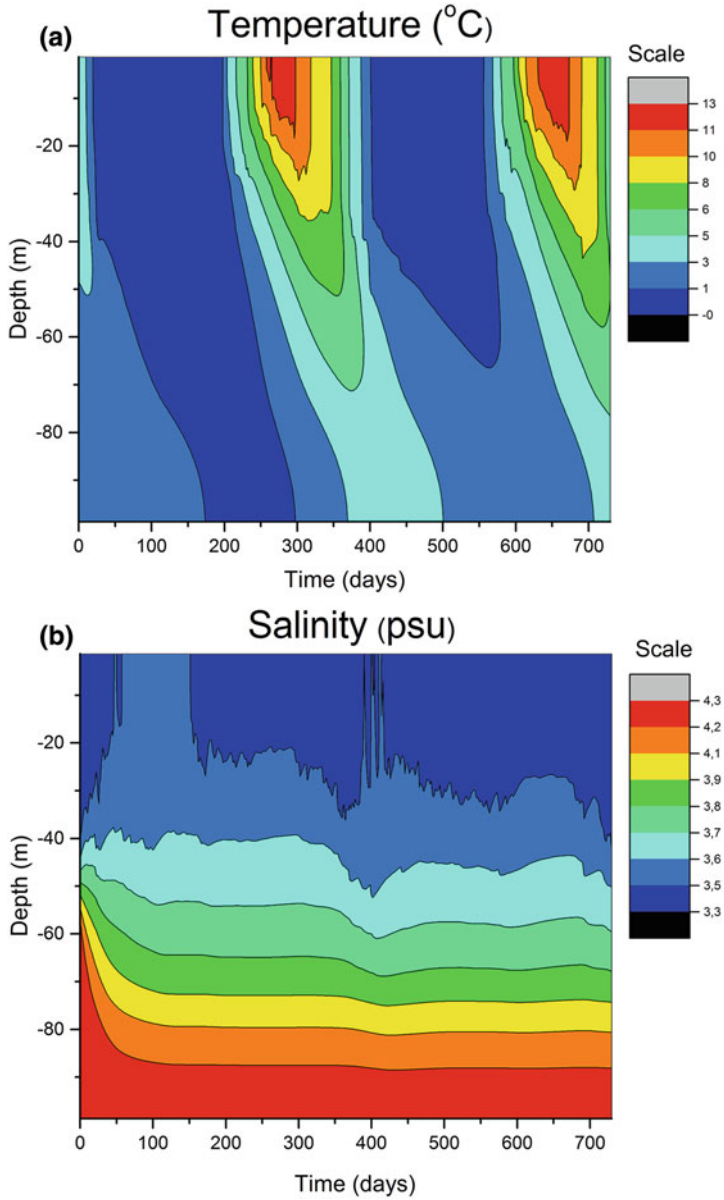 (a) Temperature (°C)
Scale
13
11
10
8
6
5
3
1
-0
-20
-40
-60
-80
Depth (m)
0 100 200 300 400 500 600 700
Time (days)
(b) Salinity (psu)
Scale
4,3
4,2
4,1
3,9
3,8
3,7
3,6
3,5
3,3
-20
-40
-60
-80
Depth (m)
0 100 200 300 400 500 600 700
Time (days)